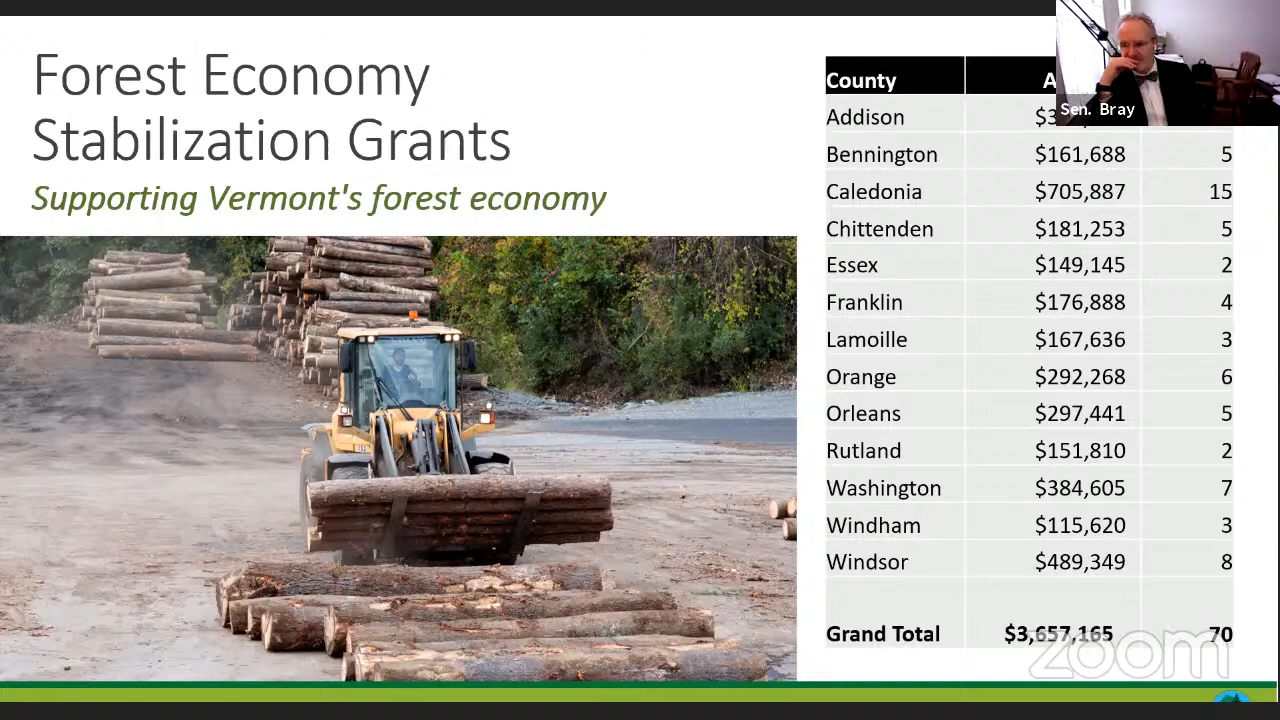 Forest Economy
Stabilization Grants
Supporting Vermont's forest economy
County A
Addison $3
Bennington $161,688 5
Caledonia $705,887 15
Chittenden $181,253 5
Essex $149,145 2
Franklin $176,888 4
Lamoille $167,636 3
Orange $292,268 6
Orleans $297,441 5
Rutland $151,810 2
Washington $384,605 7
Windham $115,620 3
Windsor $489,349 8
Grand Total $3,657,165 70
Sen. Bray
zoom